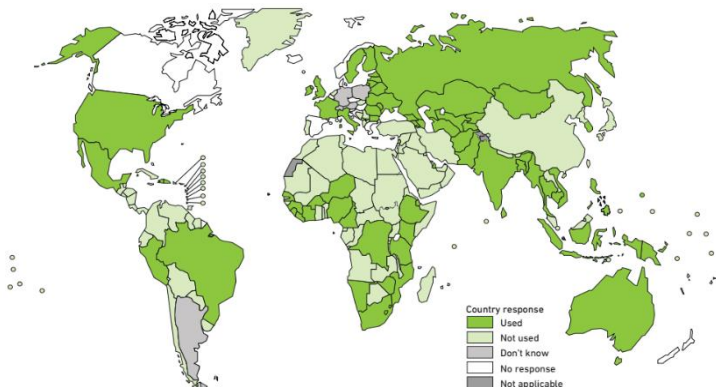 Country response
Used
Not used
Don't know
No response
Not applicable